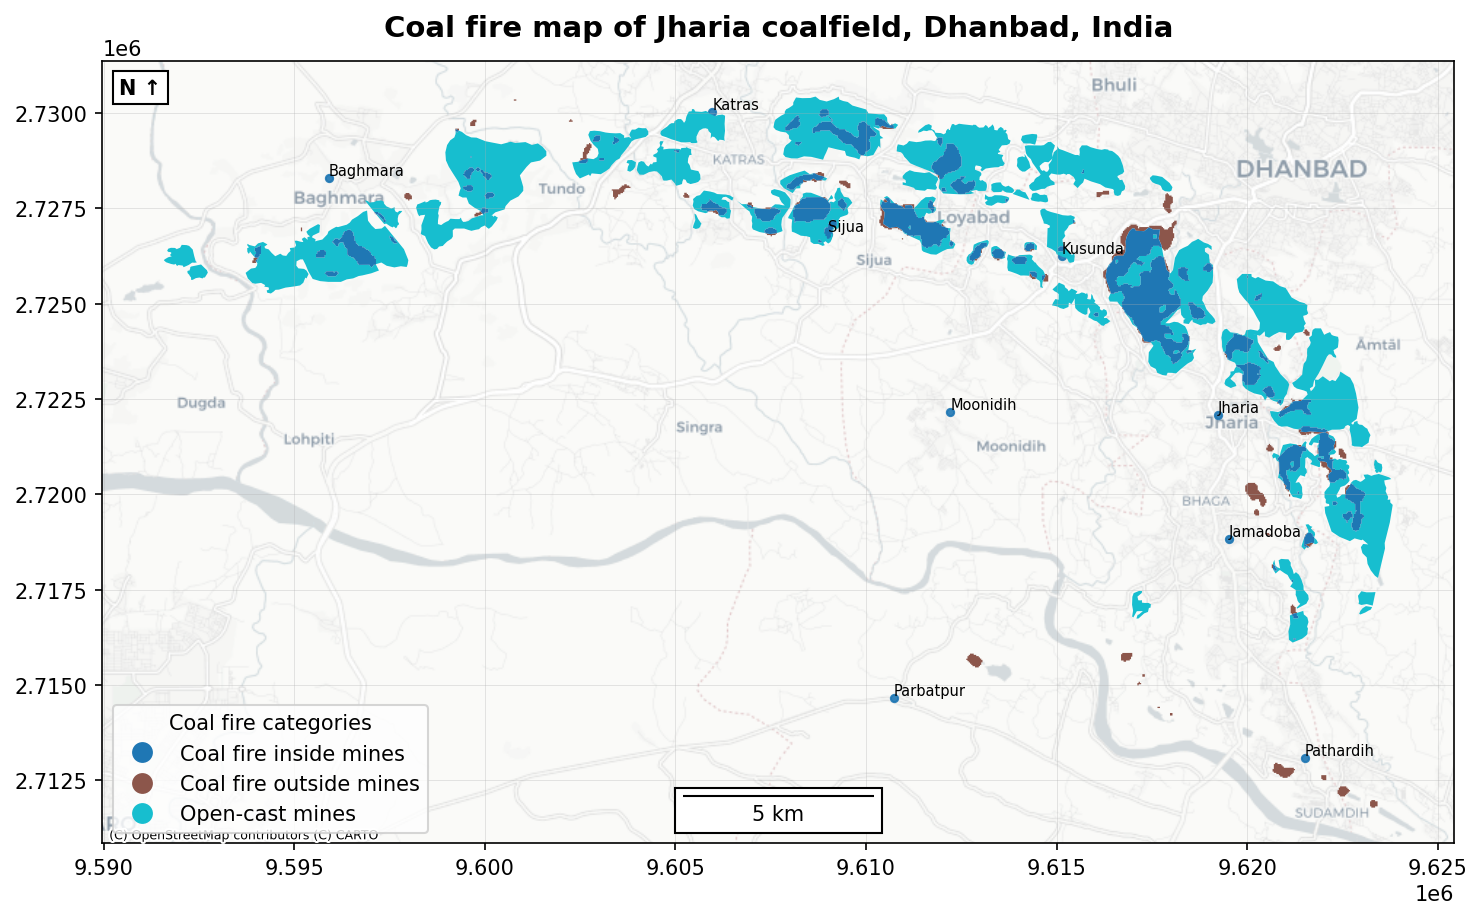 Coal fire map of Jharia coalfield, Dhanbad, India
1e6
N ↑
2.7300
2.7275
2.7250
2.7225
2.7200
2.7175
2.7150
2.7125
Bhuli
Katras
KATRAS
DHANBAD
Baghmara
Baghmara
Tundo
Loyabad
Sijua
Sijua
Kusunda
Āmtāl
Dugda
Lohpiti
Singra
Moonidih
Moonidih
Jharia
Jharia
BHAGA
Jamadoba
Parbatpur
Pathardih
SUDAMDIH
Coal fire categories
Coal fire inside mines
Coal fire outside mines
Open-cast mines
5 km
(C) OpenStreetMap contributors (C) CARTO
9.590
9.595
9.600
9.605
9.610
9.615
9.620
9.625
1e6